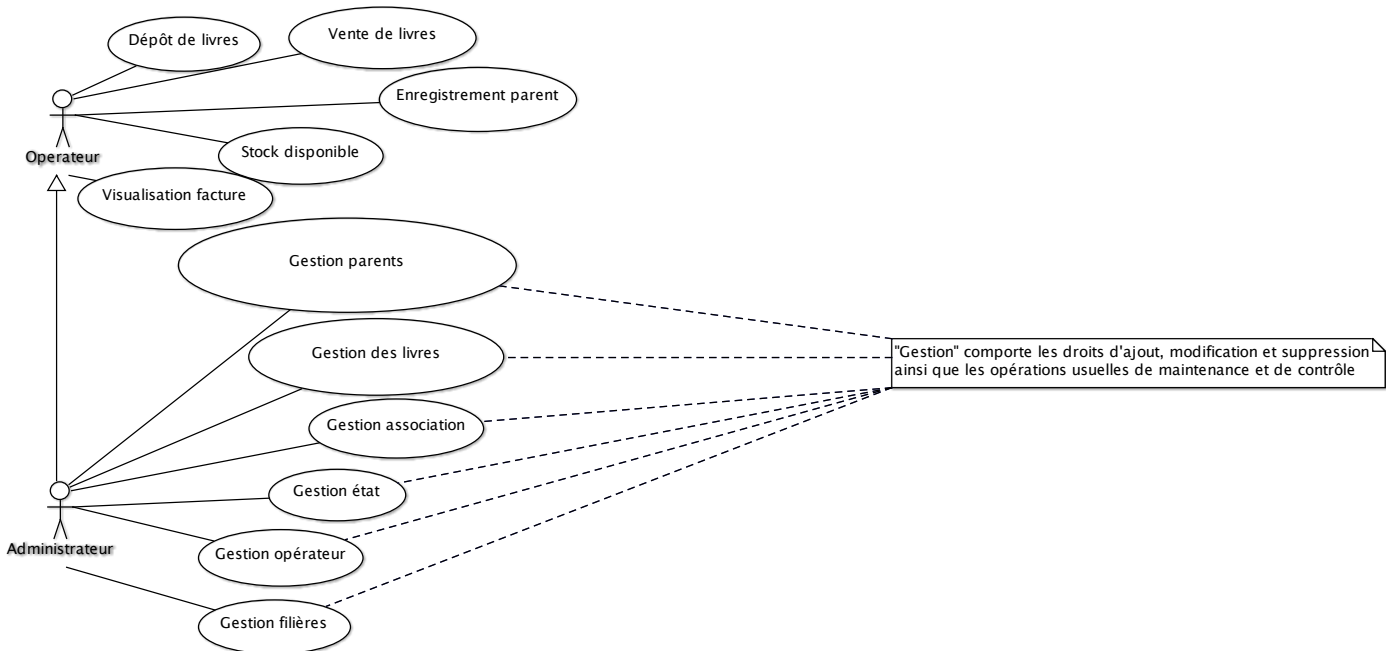 Dépôt de livres
Vente de livres
Enregistrement parent
Operateur
Stock disponible
Visualisation facture
Gestion parents
Gestion des livres
"Gestion" comporte les droits d'ajout, modification et suppression
ainsi que les opérations usuelles de maintenance et de contrôle
Gestion association
Gestion état
Administrateur
Gestion opérateur
Gestion filières